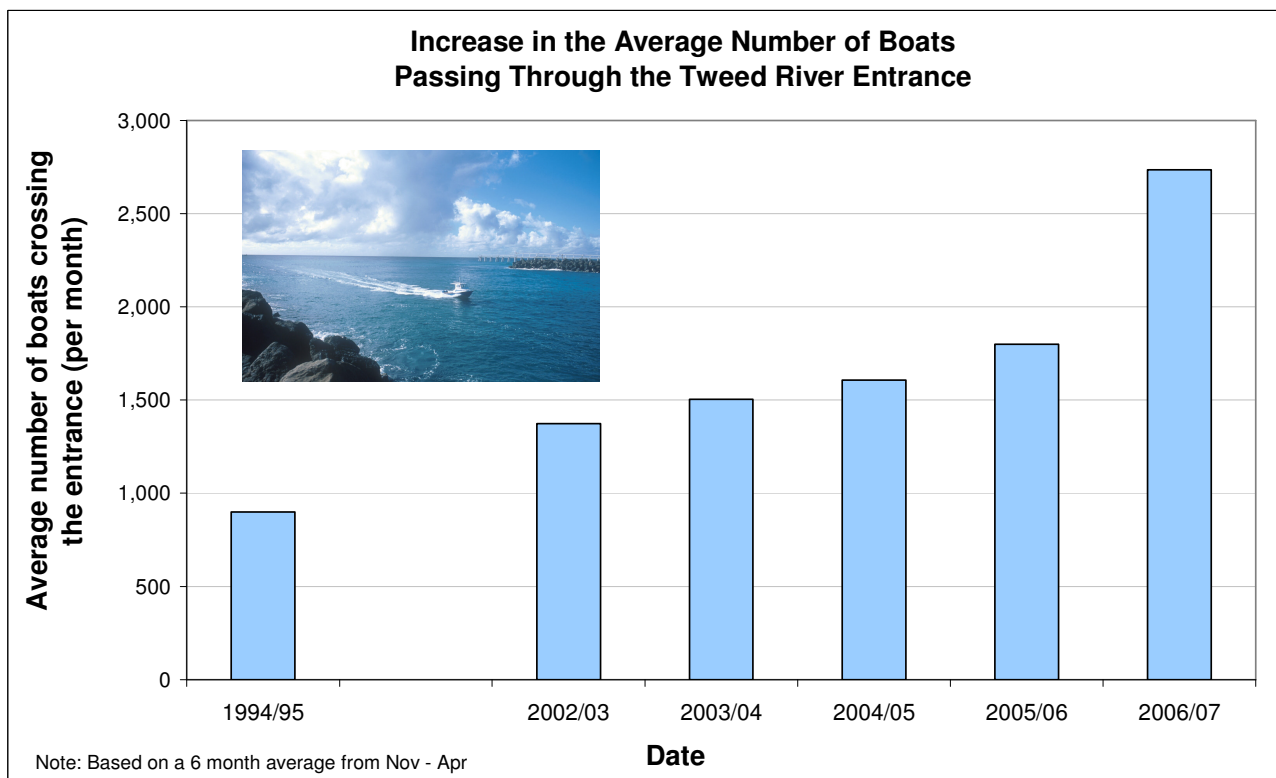 Increase in the Average Number of Boats
Passing Through the Tweed River Entrance
Average number of boats crossing
the entrance (per month)
3,000
2,500
2,000
1,500
1,000
500
0
1994/95 2002/03 2003/04 2004/05 2005/06 2006/07
Date
Note: Based on a 6 month average from Nov - Apr